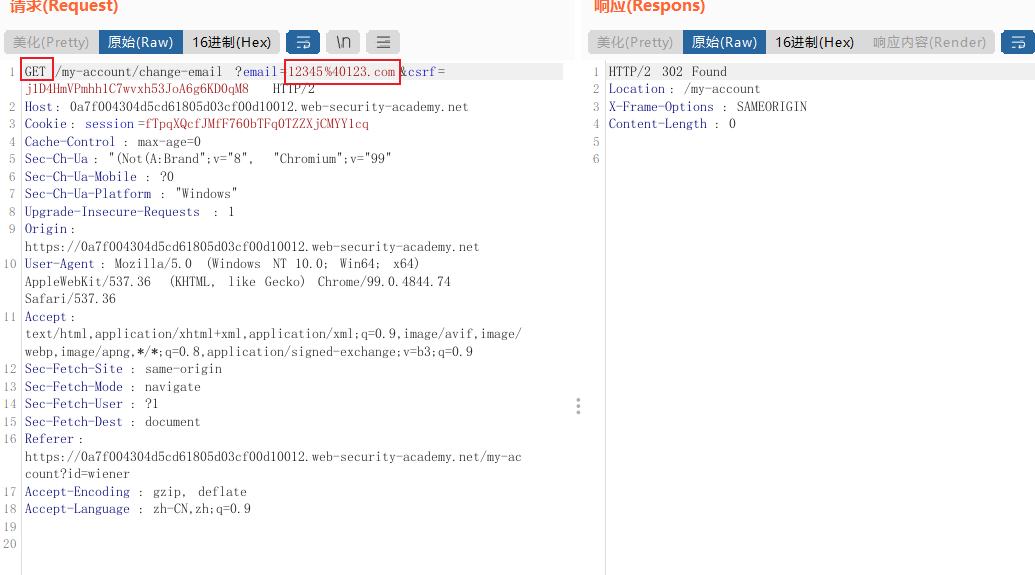 请求(Request)
美化(Pretty) 原始(Raw) 16进制(Hex) \n
1 GET /my-account/change-email ?email=12345%40123.com&csrf=
j1D4HmVPmhh1C7wvxh53JoA6g6KD0qM8 HTTP/2
2 Host: 0a7f004304d5cd61805d03cf00d10012.web-security-academy.net
3 Cookie: session=fTpqXQcfJMfF760bTFq0TZZXjCMYY1cq
4 Cache-Control : max-age=0
5 Sec-Ch-Ua : "(Not(A:Brand";v="8", "Chromium";v="99"
6 Sec-Ch-Ua-Mobile : ?0
7 Sec-Ch-Ua-Platform : "Windows"
8 Upgrade-Insecure-Requests : 1
9 Origin :
https://0a7f004304d5cd61805d03cf00d10012.web-security-academy.net
10 User-Agent : Mozilla/5.0 (Windows NT 10.0; Win64; x64)
AppleWebKit/537.36 (KHTML, like Gecko) Chrome/99.0.4844.74
Safari/537.36
11 Accept :
text/html,application/xhtml+xml,application/xml;q=0.9,image/avif,image/
webp,image/apng,*/*;q=0.8,application/signed-exchange;v=b3;q=0.9
12 Sec-Fetch-Site : same-origin
13 Sec-Fetch-Mode : navigate
14 Sec-Fetch-User : ?1
15 Sec-Fetch-Dest : document
16 Referer :
https://0a7f004304d5cd61805d03cf00d10012.web-security-academy.net/my-ac
count?id=wiener
17 Accept-Encoding : gzip, deflate
18 Accept-Language : zh-CN,zh;q=0.9
19
20
响应(Respons)
美化(Pretty) 原始(Raw) 16进制(Hex) 响应内容(Render)
1 HTTP/2 302 Found
2 Location : /my-account
3 X-Frame-Options : SAMEORIGIN
4 Content-Length : 0
5
6